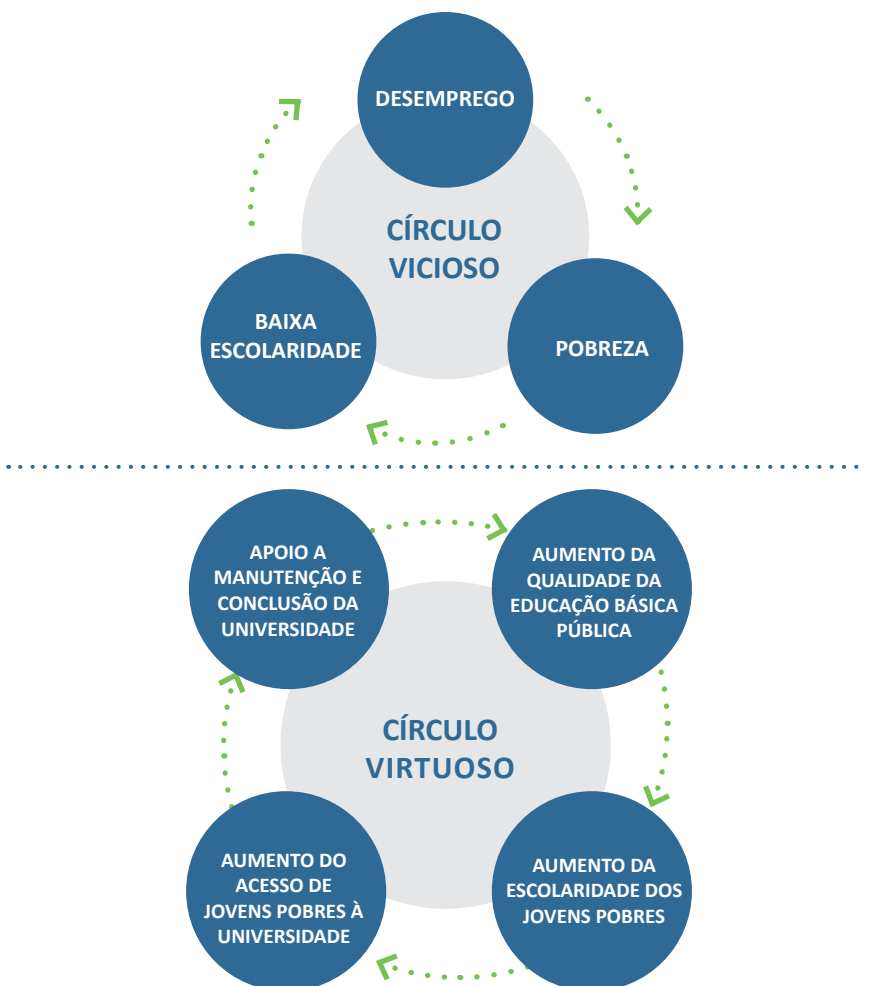 DESEMPREGO
CÍRCULO
VICIOSO
BAIXA
ESCOLARIDADE
POBREZA
APOIO A
MANUTENÇÃO E
CONCLUSÃO DA
UNIVERSIDADE
AUMENTO DA
QUALIDADE DA
EDUCAÇÃO BÁSICA
PÚBLICA
CÍRCULO
VIRTUOSO
AUMENTO DO
ACESSO DE
JOVENS POBRES À
UNIVERSIDADE
AUMENTO DA
ESCOLARIDADE DOS
JOVENS POBRES